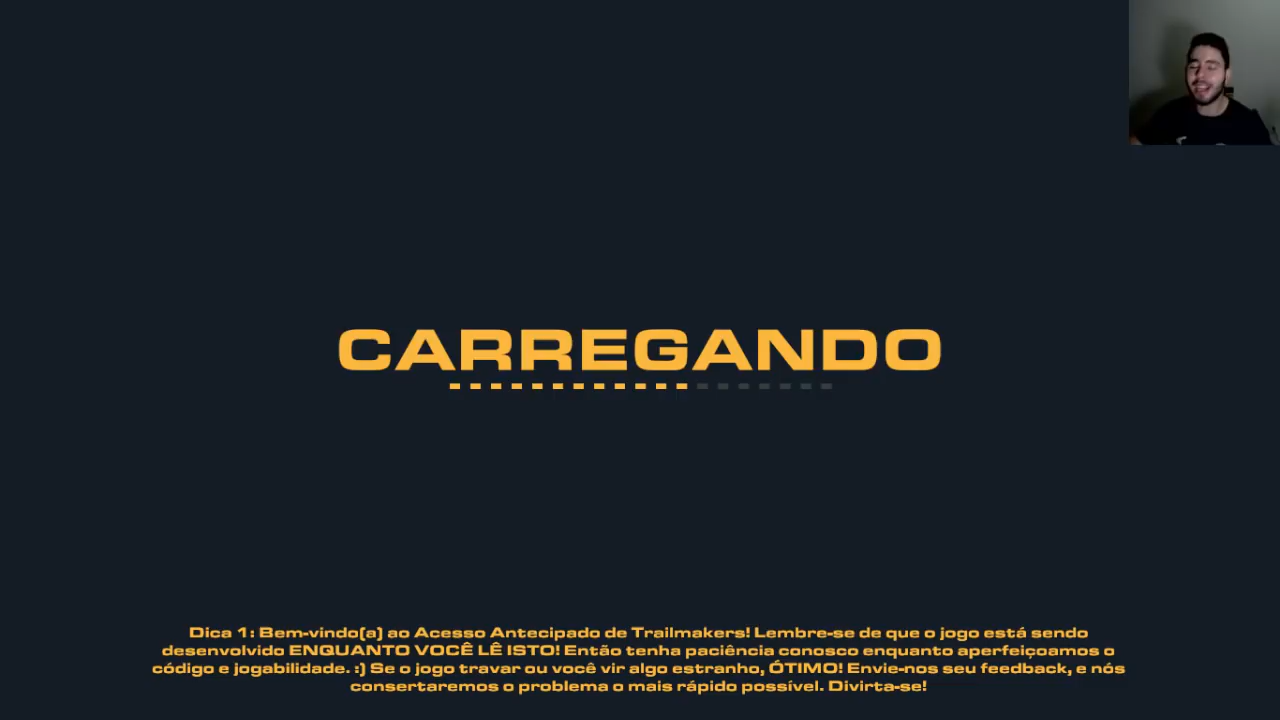 CARREGANDO
Dica 1: Bem-vindo(a) ao Acesso Antecipado de Trailmakers! Lembre-se de que o jogo está sendo
desenvolvido ENQUANTO VOCÊ LÊ ISTO! Então tenha paciência conosco enquanto aperfeiçoamos o
código e jogabilidade. :) Se o jogo travar ou você vir algo estranho, ÓTIMO! Envie-nos seu feedback, e nós
consertaremos o problema o mais rápido possível. Divirta-se!